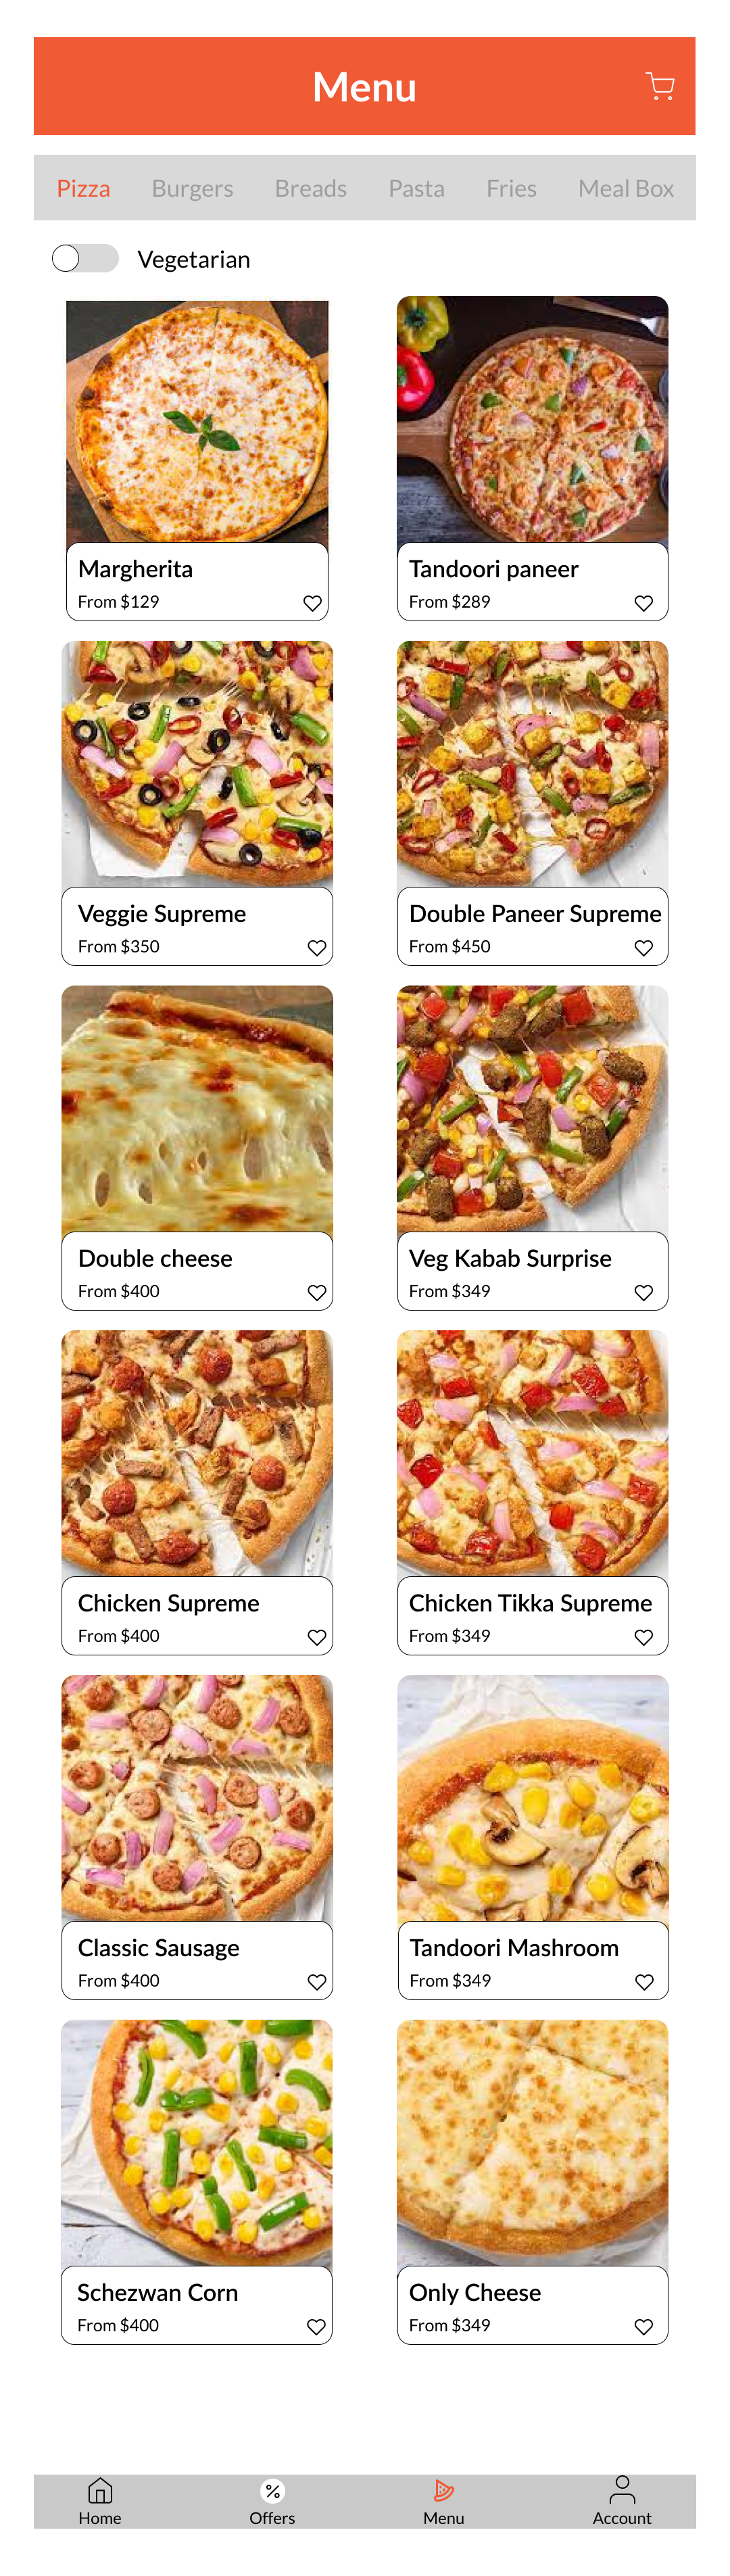 Menu
Pizza Burgers Breads Pasta Fries Meal Box
Vegetarian
Margherita
From $129
Tandoori paneer
From $289
Veggie Supreme
From $350
Double Paneer Supreme
From $450
Double cheese
From $400
Veg Kabab Surprise
From $349
Chicken Supreme
From $400
Chicken Tikka Supreme
From $349
Classic Sausage
From $400
Tandoori Mashroom
From $349
Schezwan Corn
From $400
Only Cheese
From $349
Home Offers Menu Account